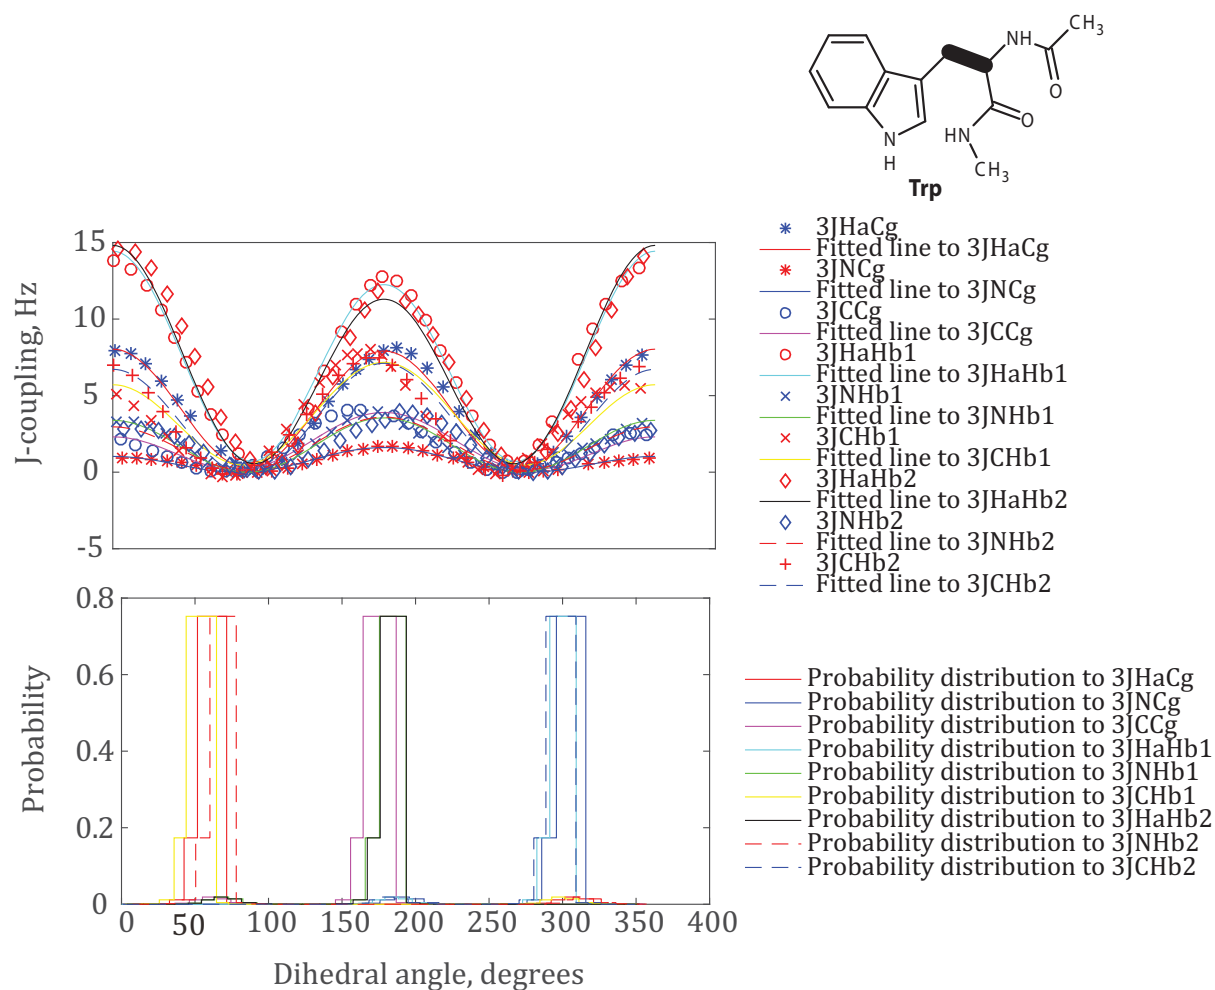 CH3
NH
O
O
HN
N
H
CH3
Trp
J-coupling, Hz
15
10
5
0
-5
3JHaCg
Fitted line to 3JHaCg
3JNCg
Fitted line to 3JNCg
3JCCg
Fitted line to 3JCCg
3JHaHb1
Fitted line to 3JHaHb1
3JNHb1
Fitted line to 3JNHb1
3JCHb1
Fitted line to 3JCHb1
3JHaHb2
Fitted line to 3JHaHb2
3JNHb2
Fitted line to 3JNHb2
3JCHb2
Fitted line to 3JCHb2
Probability
0.8
0.6
0.4
0.2
0
0 50 100 150 200 250 300 350 400
Dihedral angle, degrees
Probability distribution to 3JHaCg
Probability distribution to 3JNCg
Probability distribution to 3JCCg
Probability distribution to 3JHaHb1
Probability distribution to 3JNHb1
Probability distribution to 3JCHb1
Probability distribution to 3JHaHb2
Probability distribution to 3JNHb2
Probability distribution to 3JCHb2